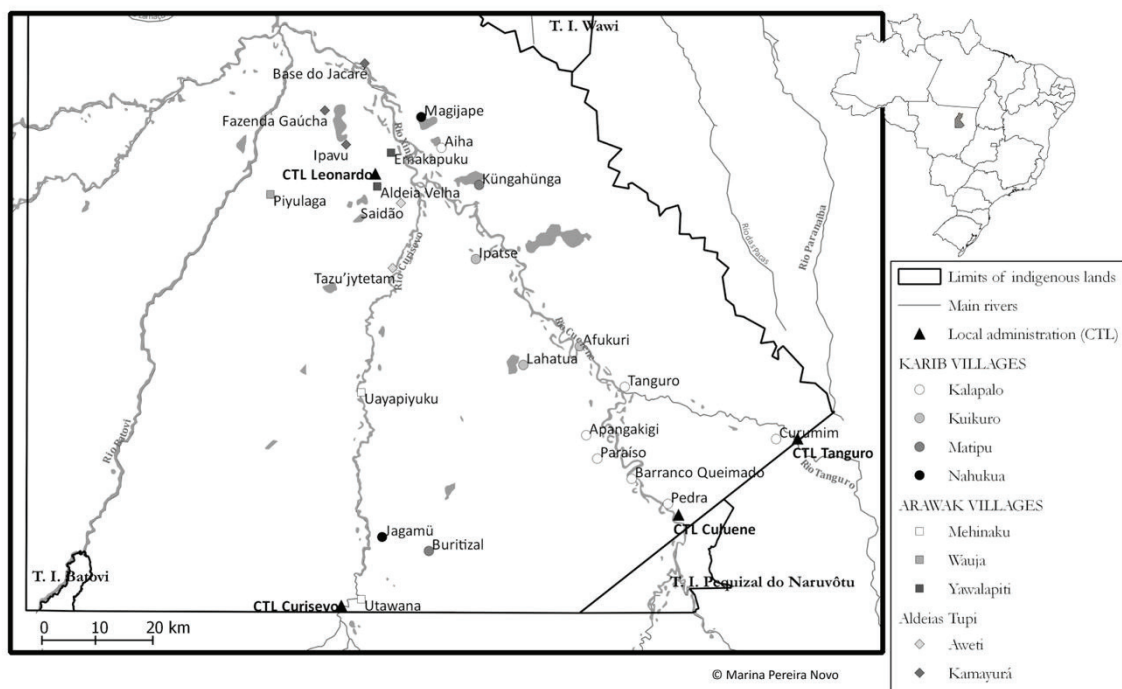 T. I. Wawi
Base do Jacaré
Magijape
Fazenda Gaúcha
Aiha
Ipavu
Emakapuku
CTL Leonardo
Küngahünga
Piyulaga
Aldeia Velha
Saidão
Rio Curisevo
Ipatse
Tazu'jytetam
Rio das Pacas
Rio Paranaíba
Afukuri
Lahatua
Tanguro
Uayapiyuku
Rio Batovi
Apangakigi
Curumim
CTL Tanguro
Paraíso
Rio Tanguro
Barranco Queimado
Pedra
CTL Culuene
Jagamü
Buritizal
T. I. Batovi
T. I. Pequizal do Naruvôtu
CTL Curisevo
Utawana
0 10 20 km
© Marina Pereira Novo
Limits of indigenous lands
Main rivers
Local administration (CTL)
KARIB VILLAGES
Kalapalo
Kuikuro
Matipu
Nahukua
ARAWAK VILLAGES
Mehinaku
Wauja
Yawalapiti
Aldeias Tupi
Aweti
Kamayurá